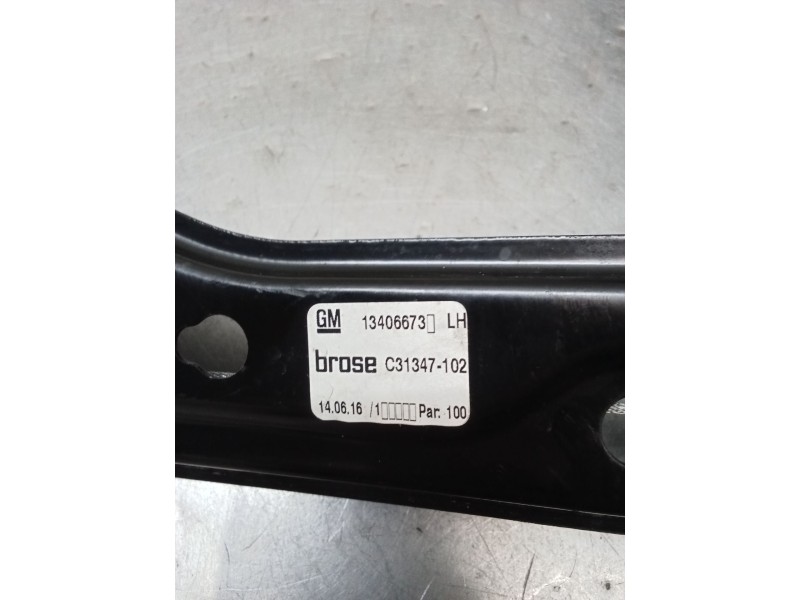 GM 13406673▯ LH
brose C31347-102
14.06.16 /1▯▯▯▯▯Par: 100